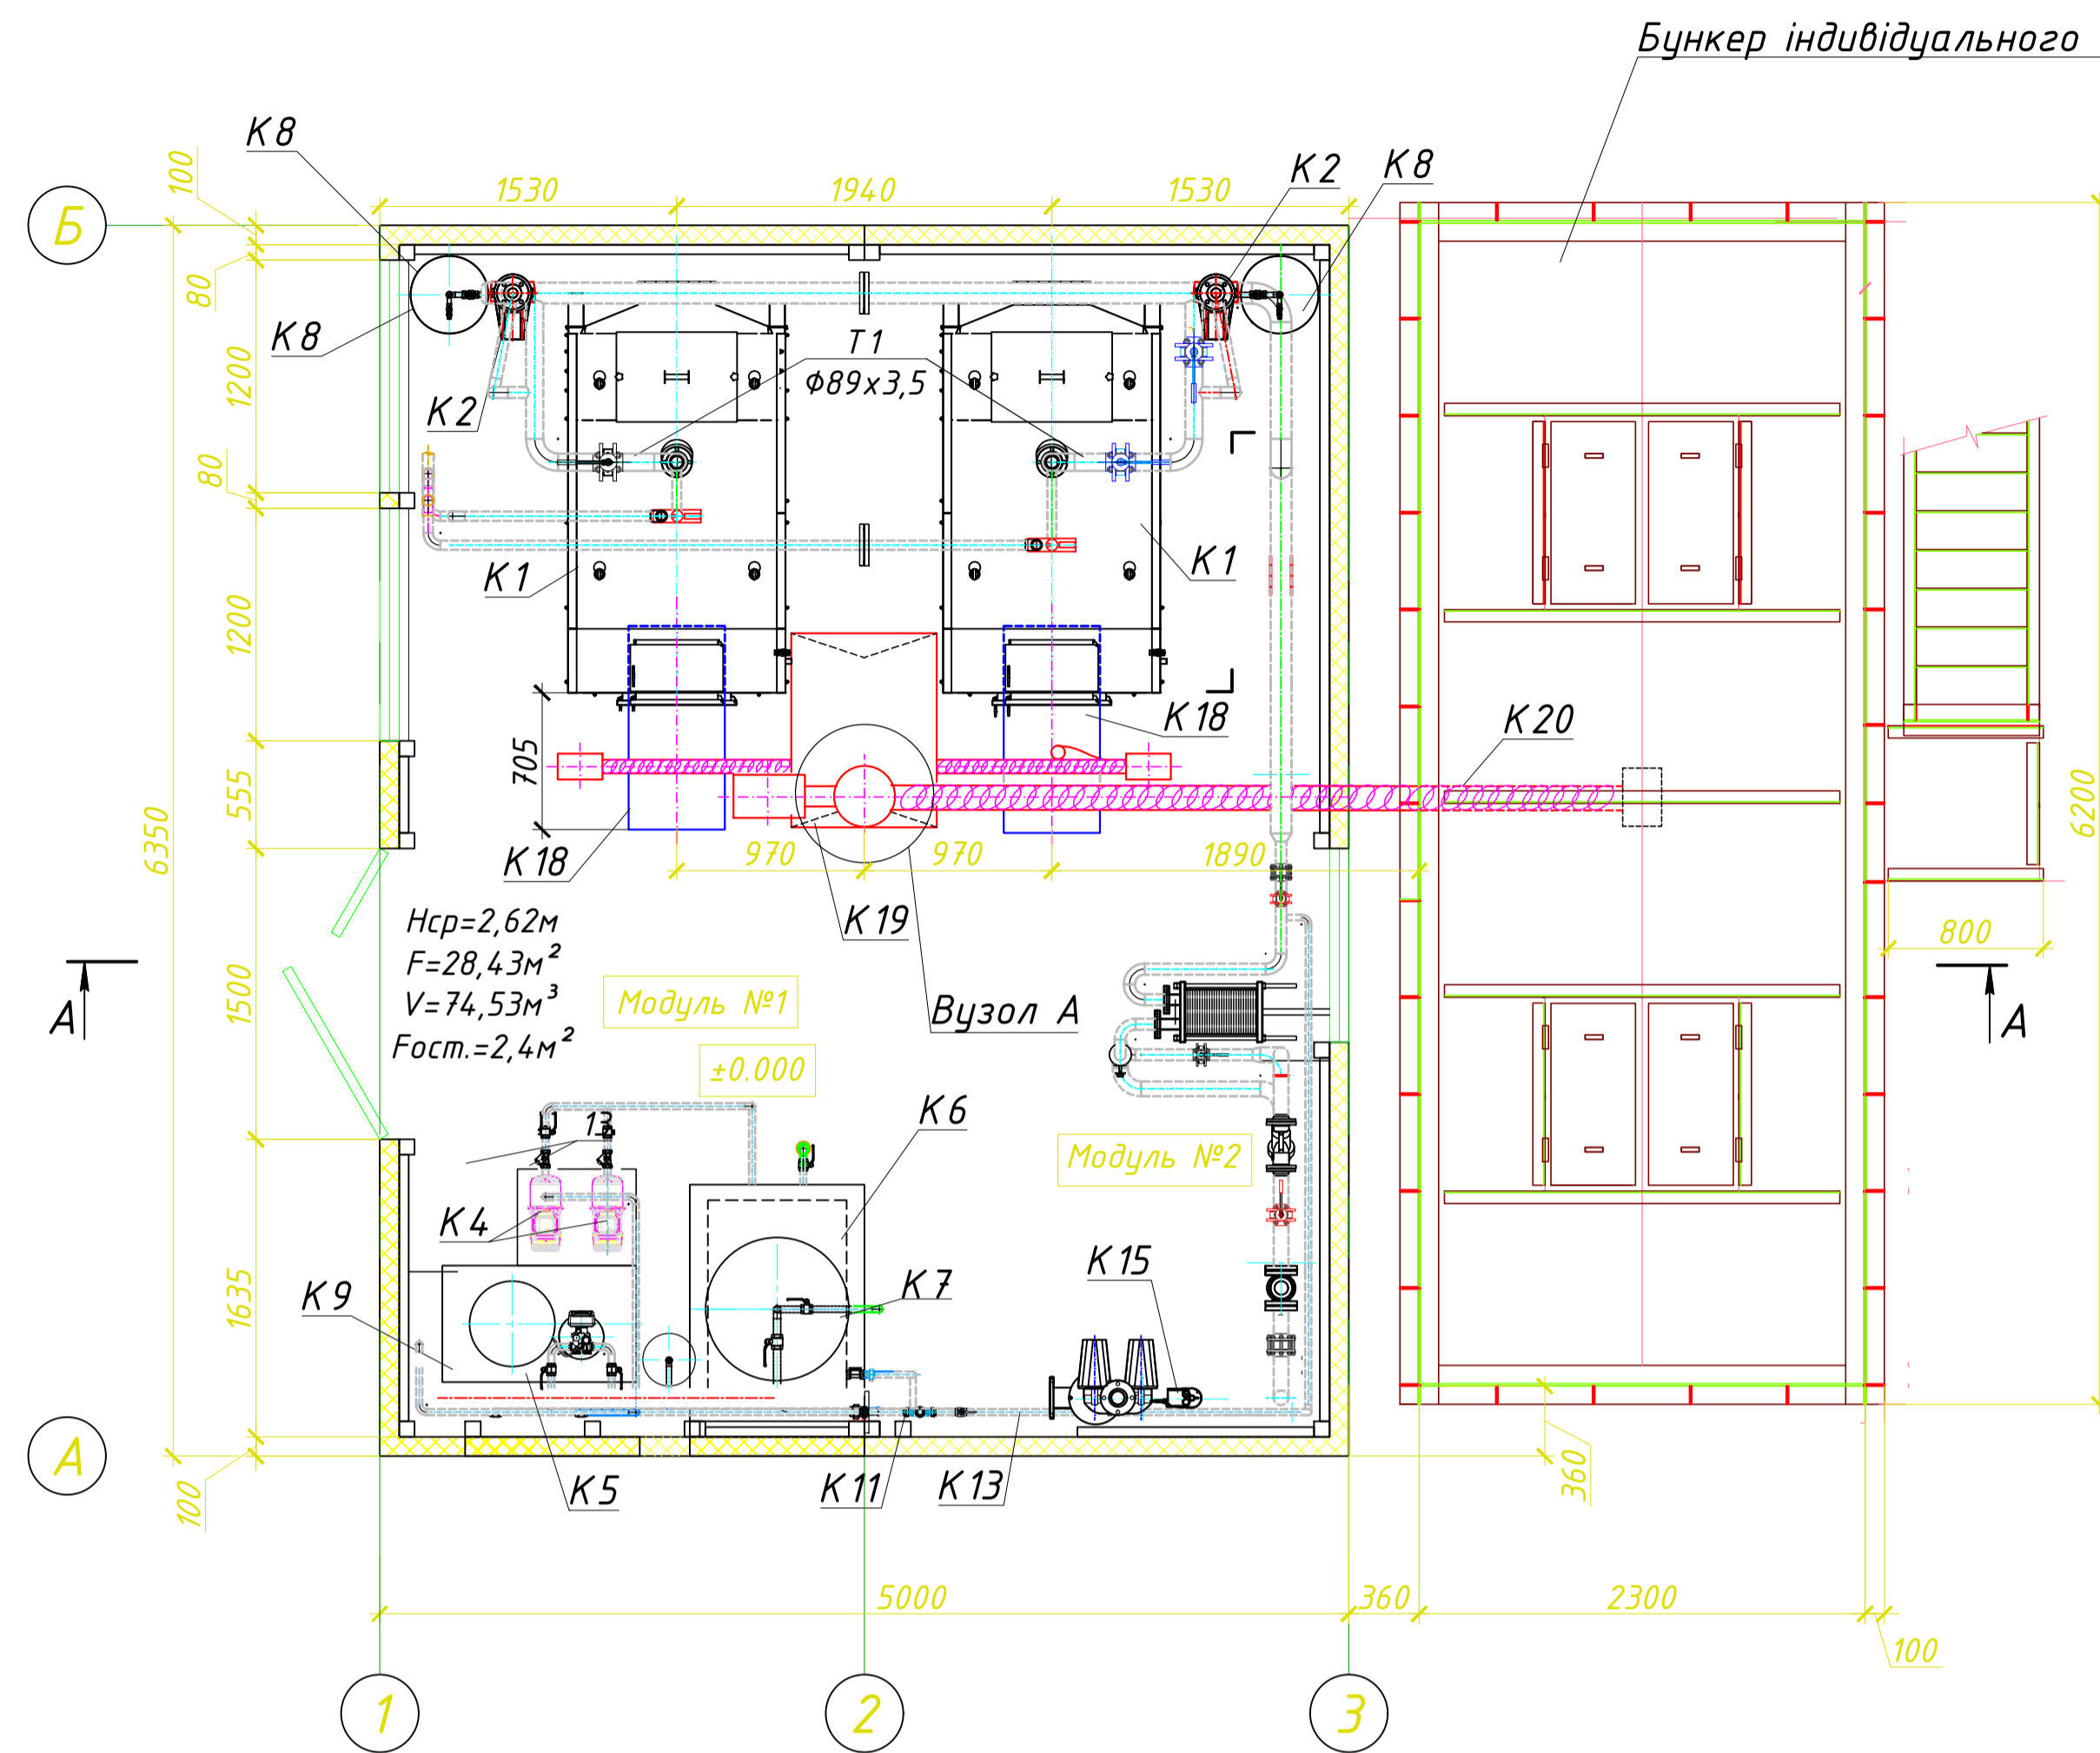 Бункер індивідуального
К8
К2
К8
100
1530
1940
1530
Б
80
К8
Т1
Ф89х3,5
1200
К2
80
К1
К1
1200
К18
К20
705
555
6350
6200
970
970
1890
К18
К19
Нср=2,62м
F=28,43м²
V=74,53м³
Fост.=2,4м²
800
1500
А
А
Модуль №1
Вузол А
±0.000
13
К6
Модуль №2
К4
К15
К7
К9
1635
А
100
К5
К11
К13
360
5000
360
2300
100
1
2
3